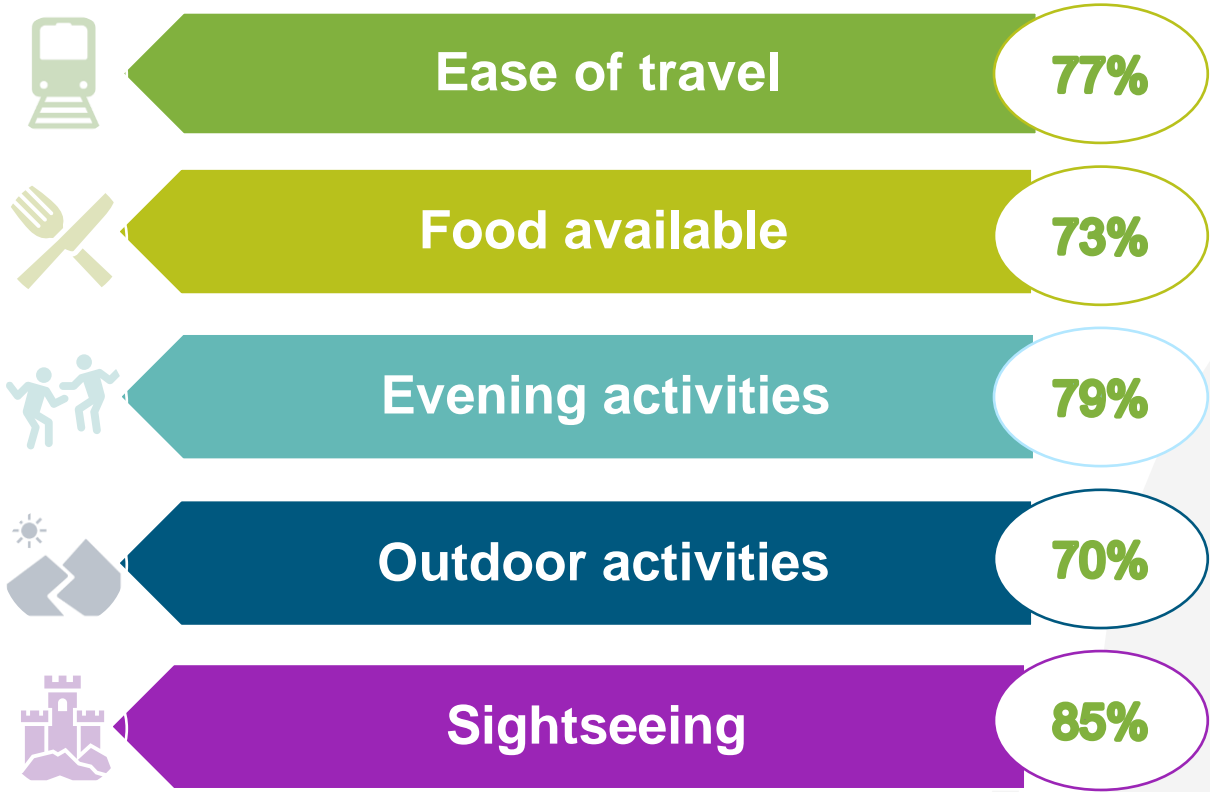 Ease of travel 77%
Food available 73%
Evening activities 79%
Outdoor activities 70%
Sightseeing 85%